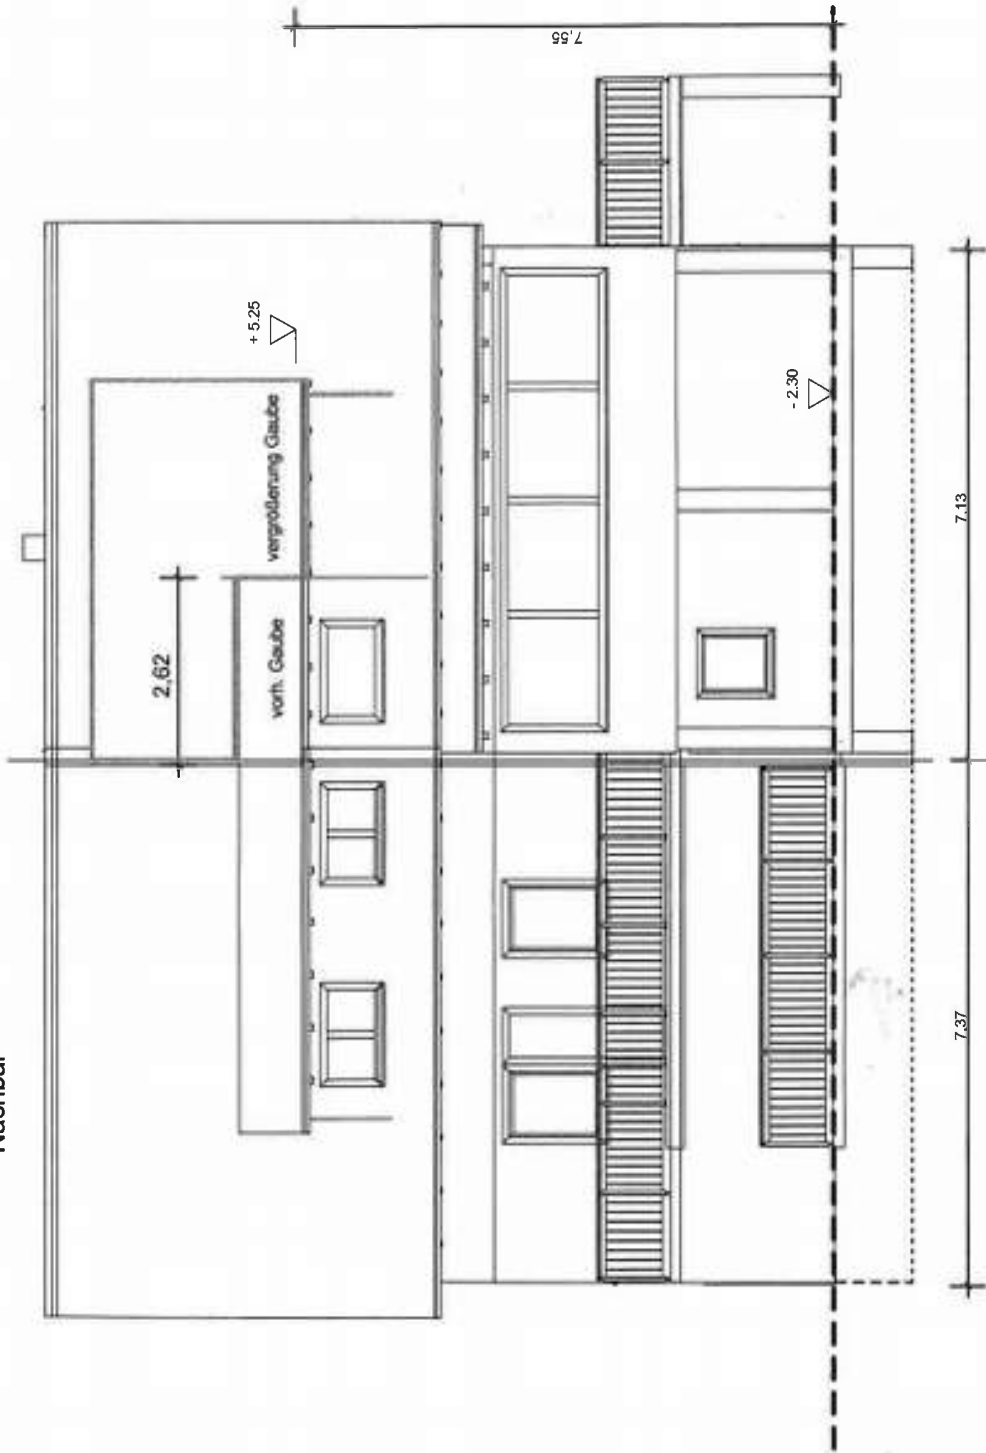 Nachbar
2,62
vorh. Gaube
vergrößerung Gaube
+ 5.25
7,55
- 2.30
7.37
7.13